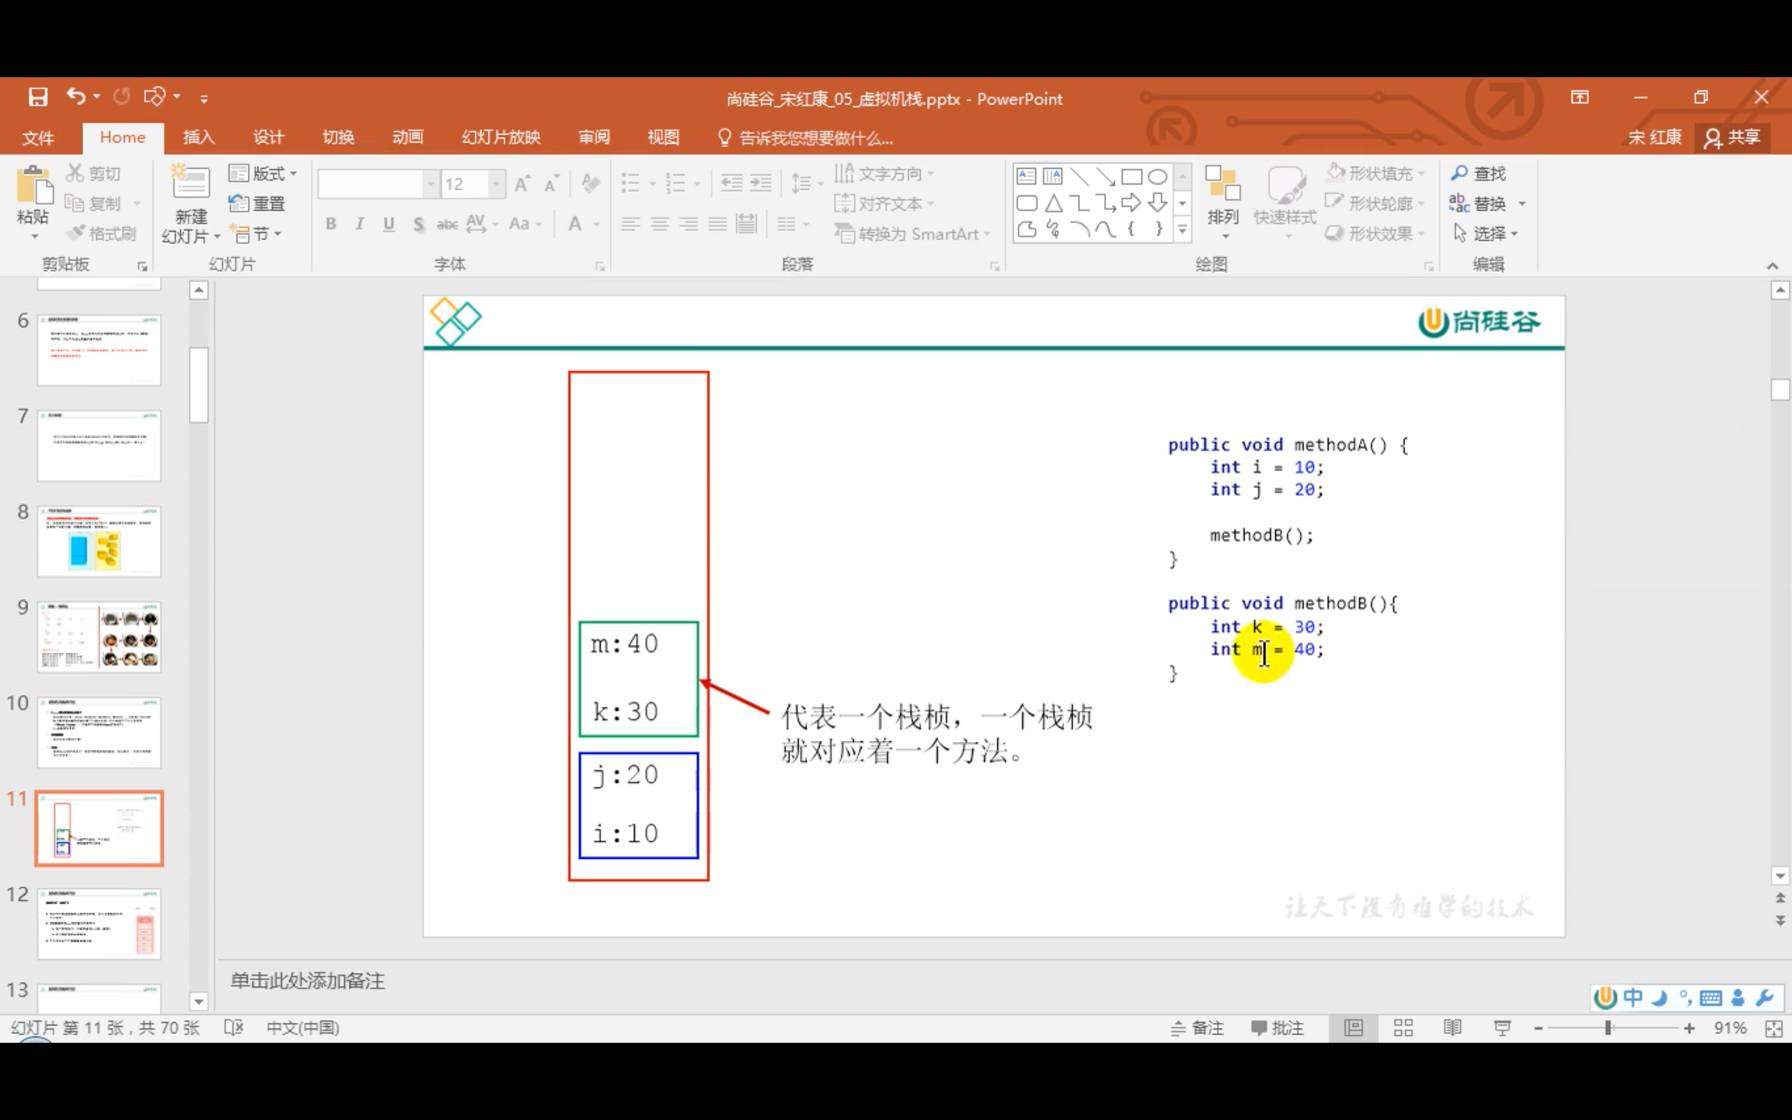 尚硅谷_宋红康_05_虚拟机栈.pptx - PowerPoint
文件
Home
插入
设计
切换
动画
幻灯片放映
审阅
视图
告诉我您想要做什么...
宋 红康
共享
粘贴
剪切
复制
格式刷
剪贴板
新建
幻灯片
版式
重置
节
幻灯片
12
B I U S abc AV Aa A
字体
文字方向
对齐文本
转换为 SmartArt
段落
排列
快速样式
形状填充
形状轮廓
形状效果
绘图
查找
替换
选择
编辑
6
7
8
9
10
11
12
13
尚硅谷
m:40
k:30
j:20
i:10
代表一个栈桢，一个栈桢
就对应着一个方法。
public void methodA() {
int i = 10;
int j = 20;
methodB();
}
public void methodB(){
int k = 30;
int m = 40;
}
让天下没有难学的技术
单击此处添加备注
中
幻灯片 第 11 张，共 70 张
中文(中国)
备注
批注
91%